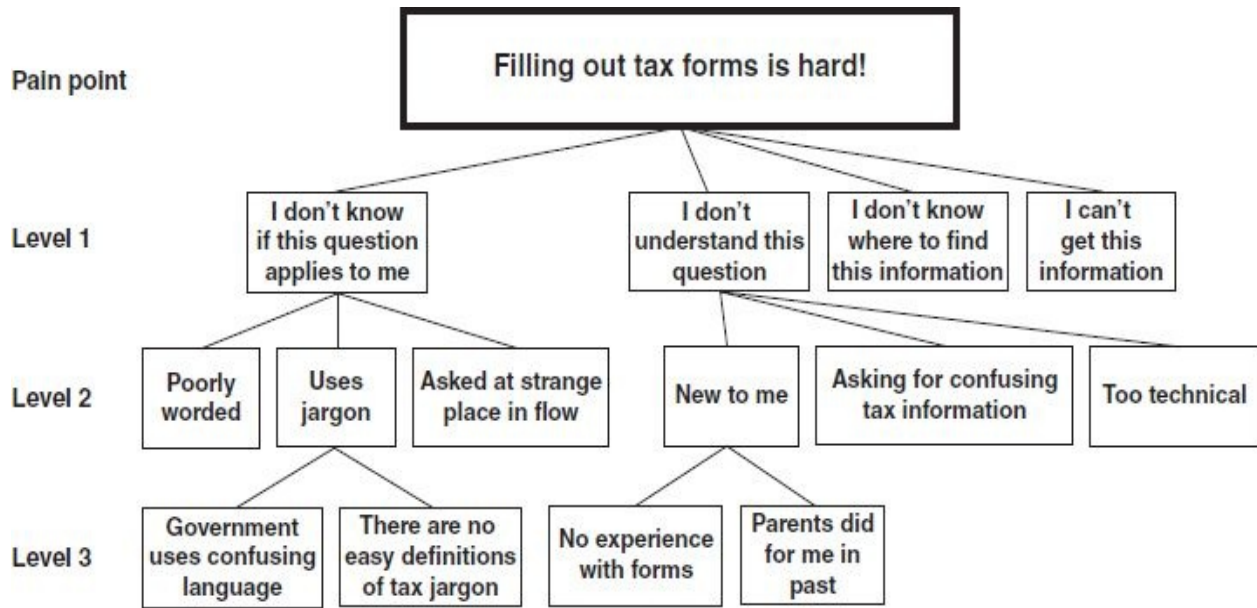 Pain point
Filling out tax forms is hard!
Level 1
I don’t know
if this question
applies to me
I don’t
understand this
question
I don’t know
where to find
this information
I can’t
get this
information
Level 2
Poorly
worded
Uses
jargon
Asked at strange
place in flow
New to me
Asking for confusing
tax information
Too technical
Level 3
Government
uses confusing
language
There are no
easy definitions
of tax jargon
No experience
with forms
Parents did
for me in
past